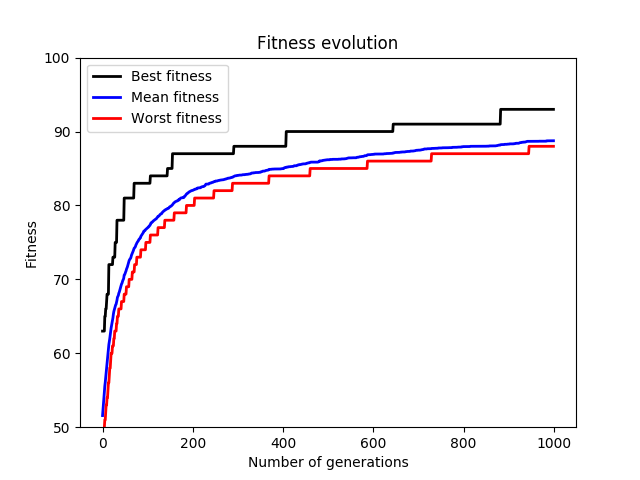 Fitness evolution
Best fitness
Mean fitness
Worst fitness
Fitness
100
90
80
70
60
50
0 200 400 600 800 1000
Number of generations